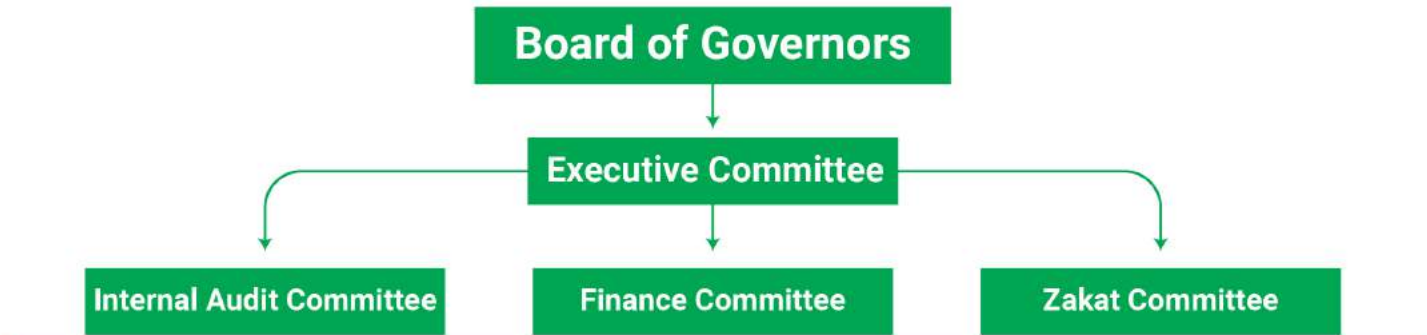 Board of Governors
Executive Committee
Internal Audit Committee
Finance Committee
Zakat Committee